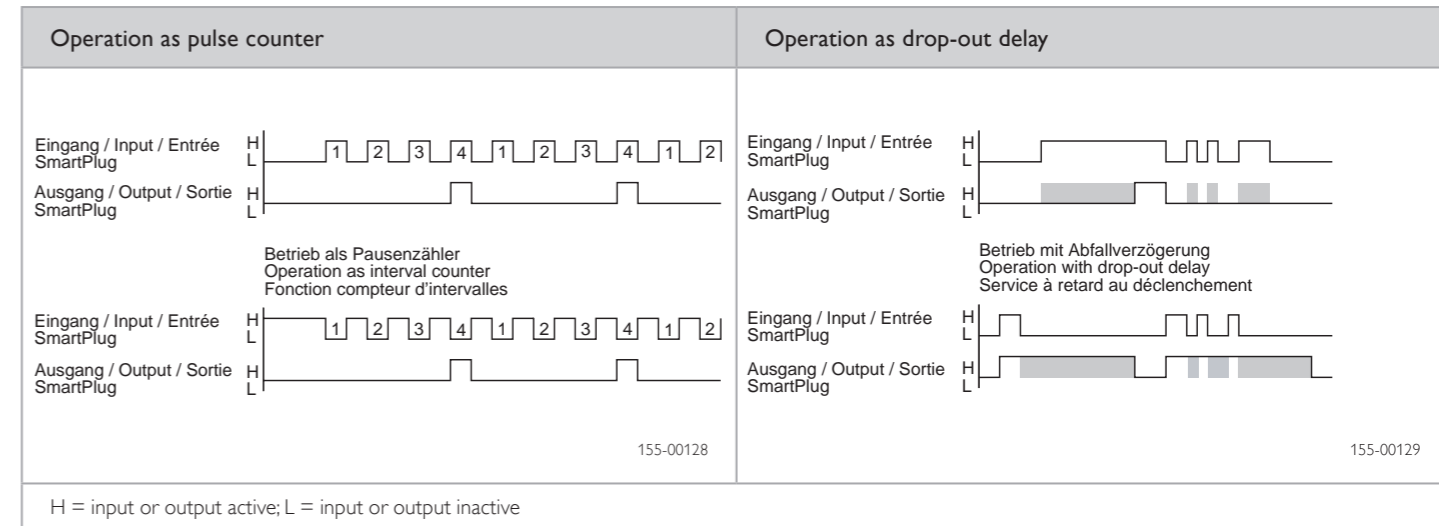 Operation as pulse counter
Operation as drop-out delay
Eingang / Input / Entrée
SmartPlug
H
L
1 2 3 4 1 2 3 4 1 2
Ausgang / Output / Sortie
SmartPlug
H
L
Betrieb als Pausenzähler
Operation as interval counter
Fonction compteur d'intervalles
Eingang / Input / Entrée
SmartPlug
H
L
1 2 3 4 1 2 3 4 1 2
Ausgang / Output / Sortie
SmartPlug
H
L
155-00128
Eingang / Input / Entrée
SmartPlug
H
L
Ausgang / Output / Sortie
SmartPlug
H
L
Betrieb mit Abfallverzögerung
Operation with drop-out delay
Service à retard au déclenchement
Eingang / Input / Entrée
SmartPlug
H
L
Ausgang / Output / Sortie
SmartPlug
H
L
155-00129
H = input or output active; L = input or output inactive